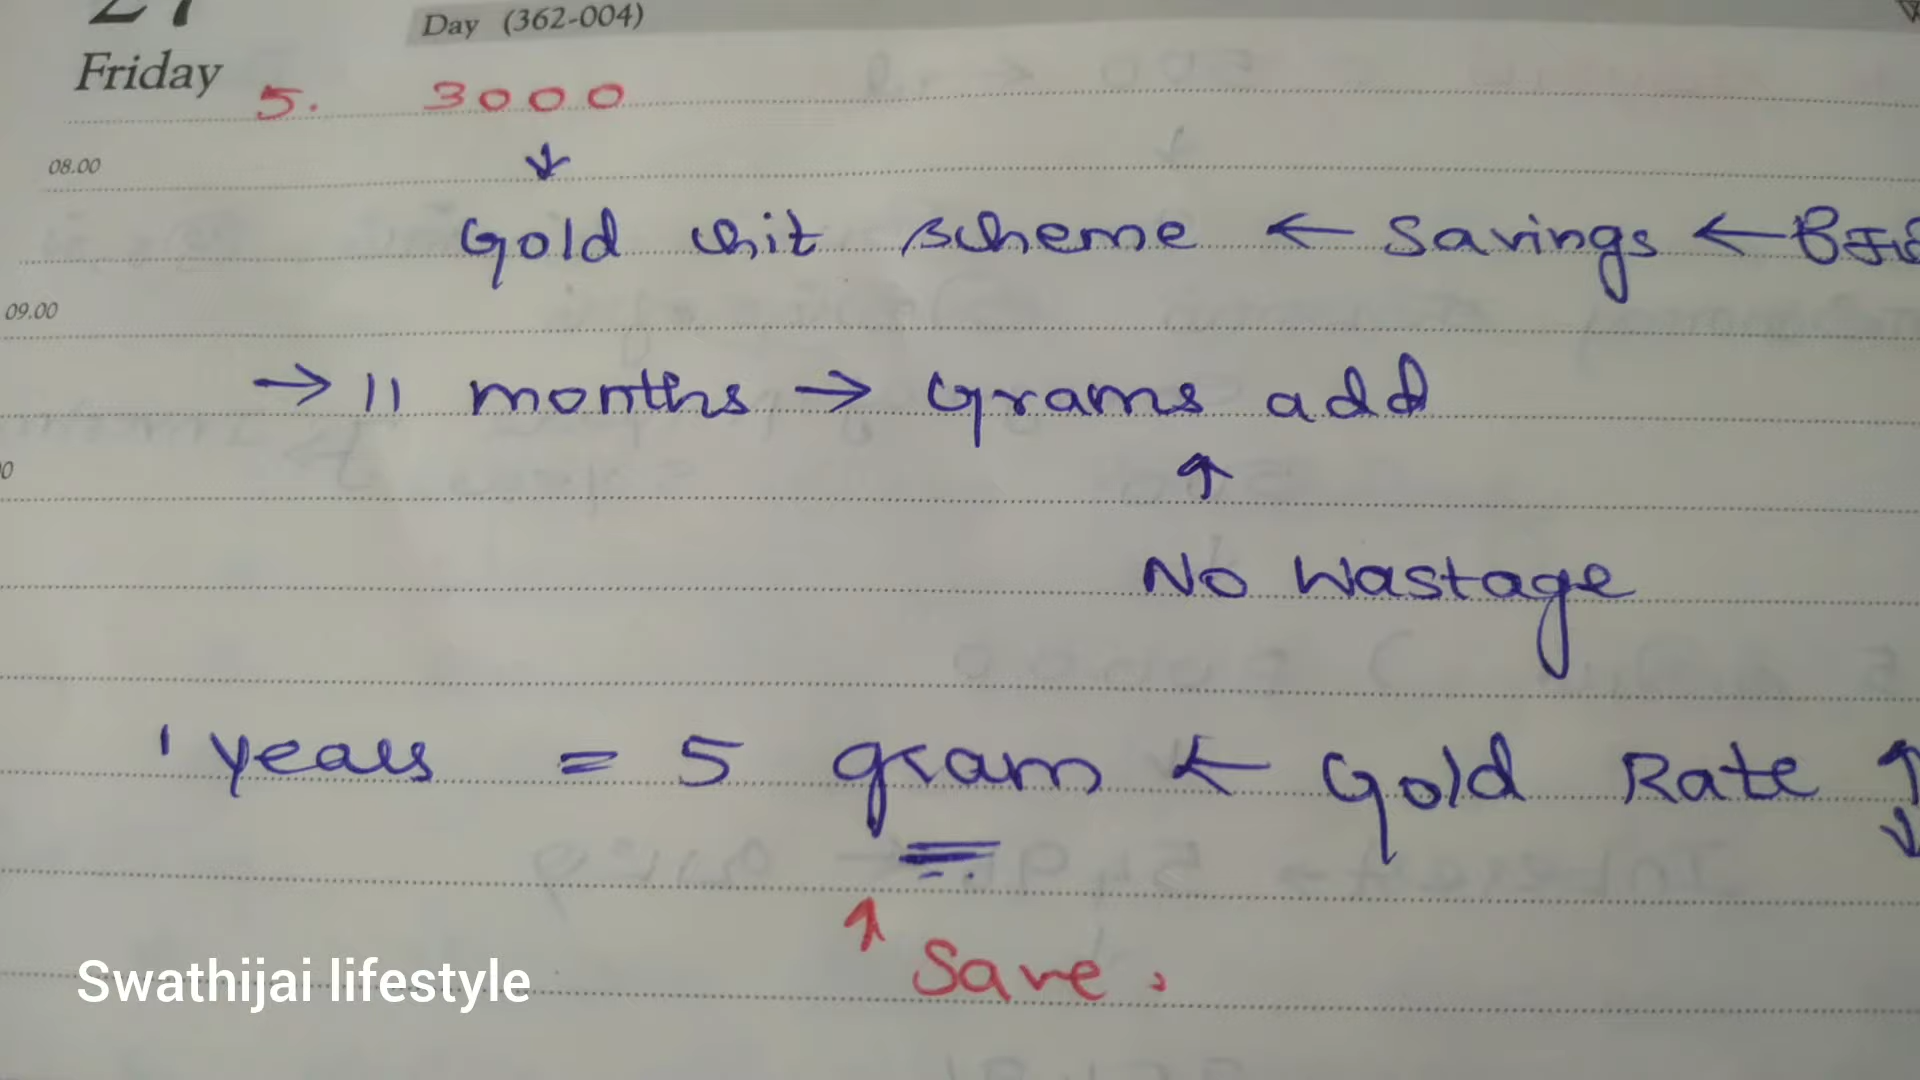 Day (362-004)
Friday
5. 3000
↓
08.00
Gold chit scheme ← Savings ←
09.00
→ 11 months → Grams add
↑
No Wastage
1 years = 5 gram ← Gold Rate ↑↓
↑ Save.
Swathijai lifestyle